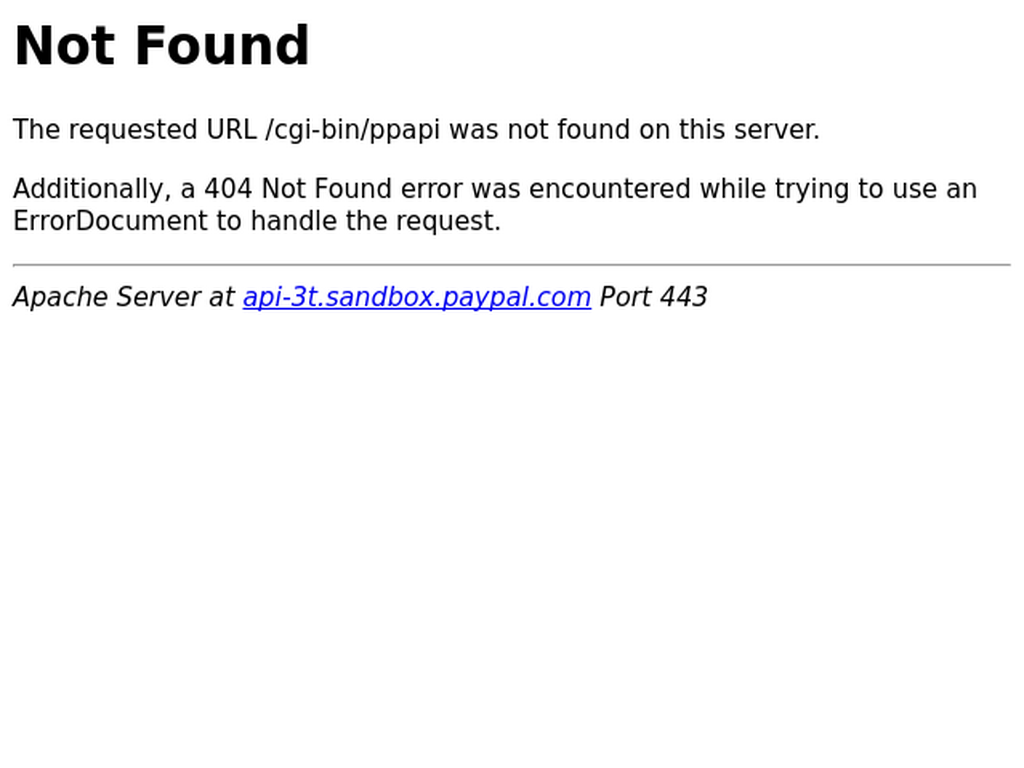 Not Found
The requested URL /cgi-bin/ppapi was not found on this server.
Additionally, a 404 Not Found error was encountered while trying to use an
ErrorDocument to handle the request.
Apache Server at api-3t.sandbox.paypal.com Port 443